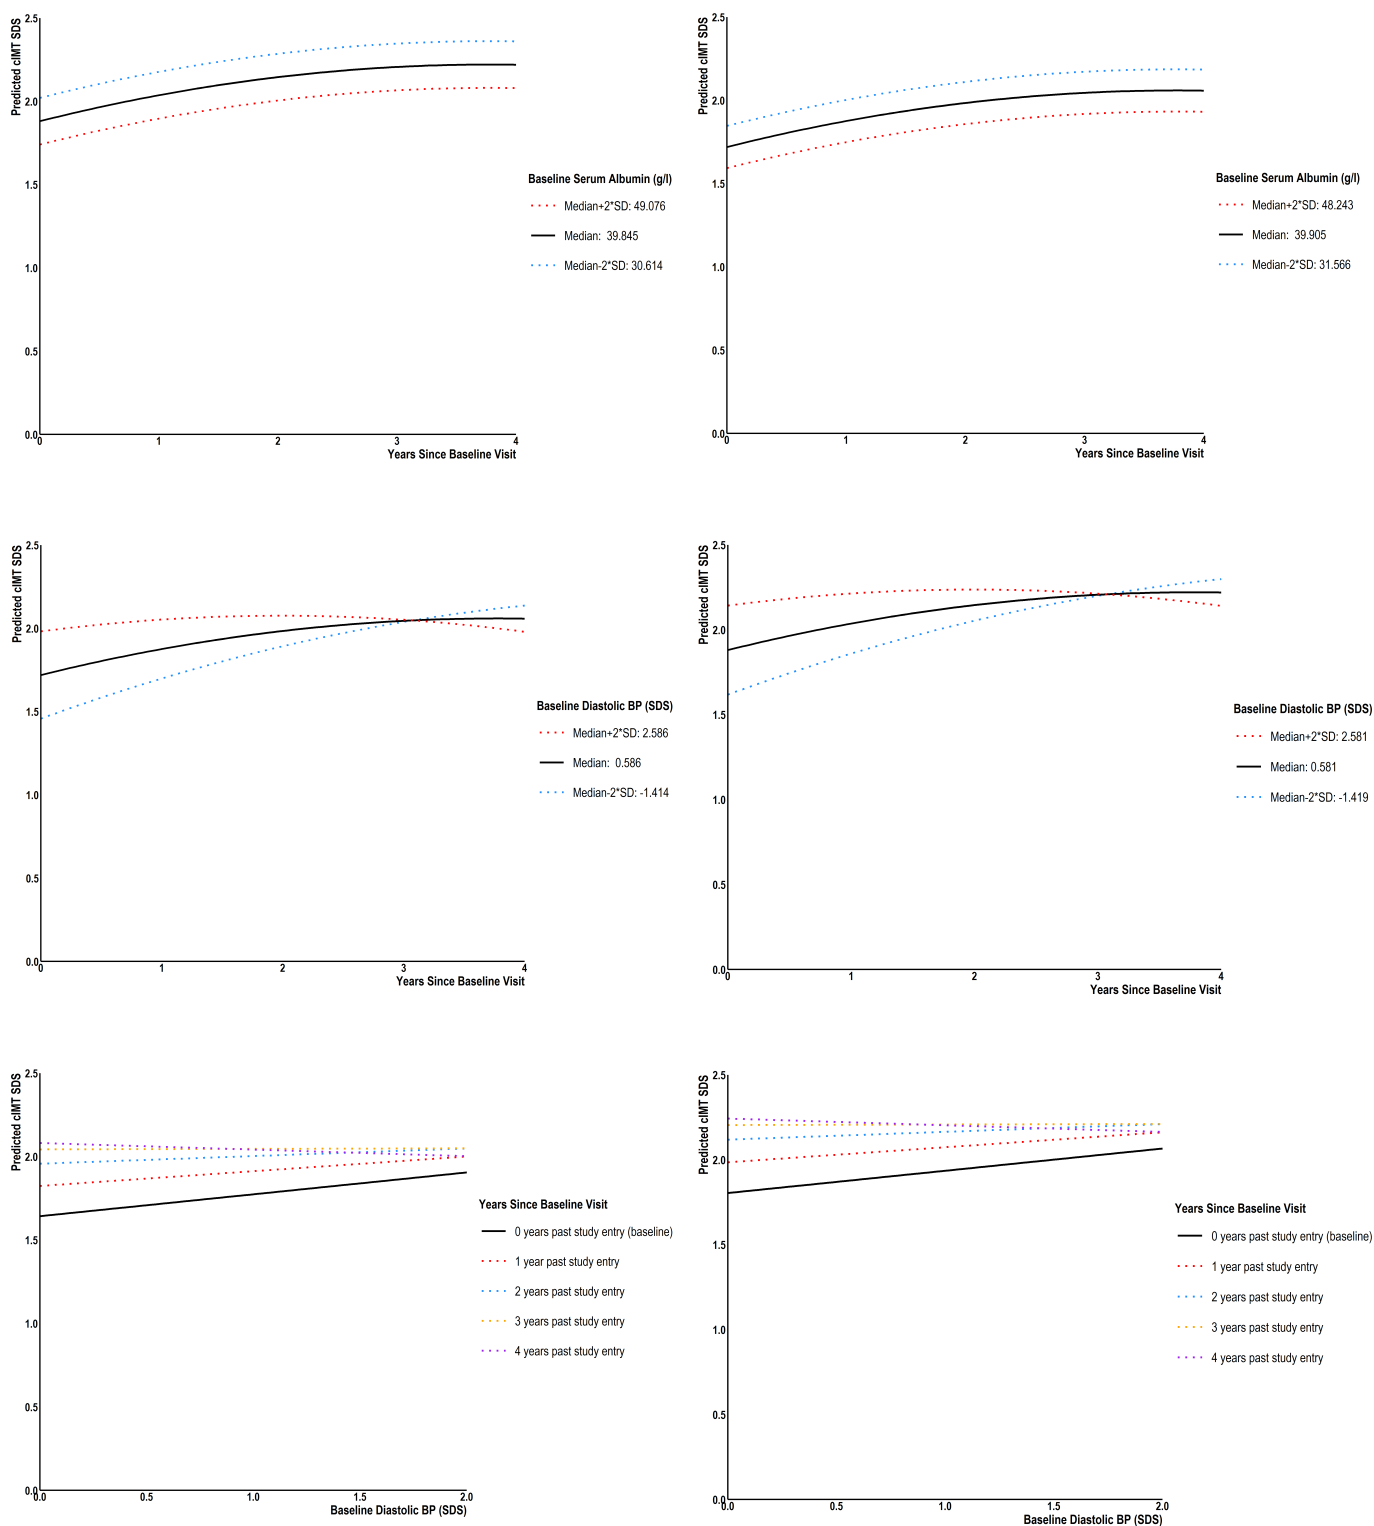 Predicted cIMT SDS
2.5
2.0
1.5
1.0
0.5
0.0
0
1
2
3
4
Years Since Baseline Visit
Baseline Serum Albumin (g/l)
Median+2*SD: 49.076
Median: 39.845
Median-2*SD: 30.614
Predicted cIMT SDS
2.5
2.0
1.5
1.0
0.5
0.0
0
1
2
3
4
Years Since Baseline Visit
Baseline Serum Albumin (g/l)
Median+2*SD: 48.243
Median: 39.905
Median-2*SD: 31.566
Predicted cIMT SDS
2.5
2.0
1.5
1.0
0.5
0.0
0
1
2
3
4
Years Since Baseline Visit
Baseline Diastolic BP (SDS)
Median+2*SD: 2.586
Median: 0.586
Median-2*SD: -1.414
Predicted cIMT SDS
2.5
2.0
1.5
1.0
0.5
0.0
0
1
2
3
4
Years Since Baseline Visit
Baseline Diastolic BP (SDS)
Median+2*SD: 2.581
Median: 0.581
Median-2*SD: -1.419
Predicted cIMT SDS
2.5
2.0
1.5
1.0
0.5
0.0
0.0
0.5
1.0
1.5
2.0
Baseline Diastolic BP (SDS)
Years Since Baseline Visit
0 years past study entry (baseline)
1 year past study entry
2 years past study entry
3 years past study entry
4 years past study entry
Predicted cIMT SDS
2.5
2.0
1.5
1.0
0.5
0.0
0.0
0.5
1.0
1.5
2.0
Baseline Diastolic BP (SDS)
Years Since Baseline Visit
0 years past study entry (baseline)
1 year past study entry
2 years past study entry
3 years past study entry
4 years past study entry